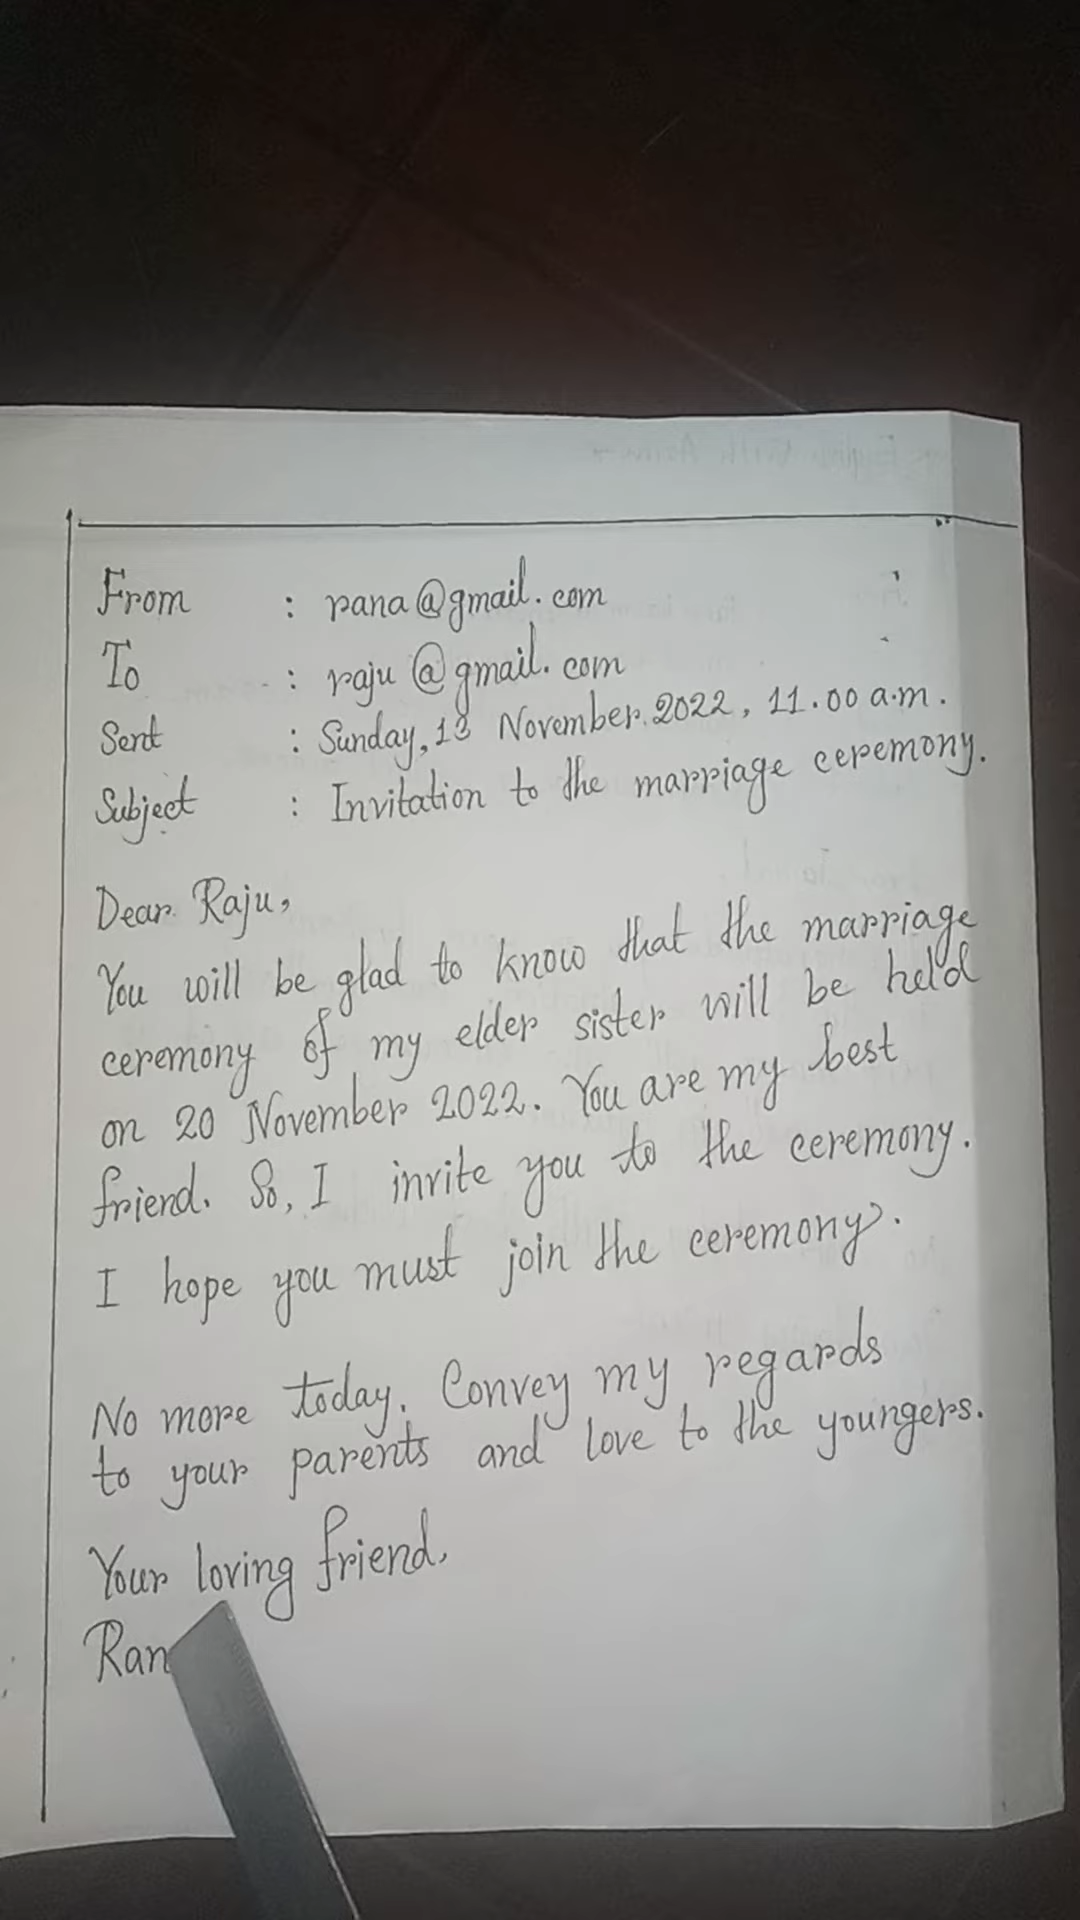 From : rana@gmail.com
To : raju@gmail.com
Sent : Sunday, 13 November 2022, 11.00 a.m.
Subject : Invitation to the marriage ceremony.
Dear Raju,
You will be glad to know that the marriage
ceremony of my elder sister will be held
on 20 November 2022. You are my best
friend. So, I invite you to the ceremony.
I hope you must join the ceremony.
No more today. Convey my regards
to your parents and love to the youngers.
Your loving friend,
Ran